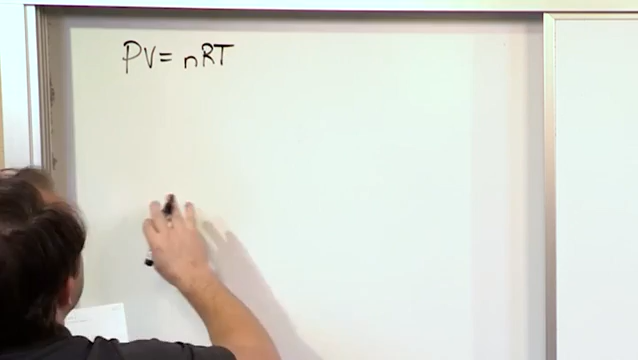 PV = nRT